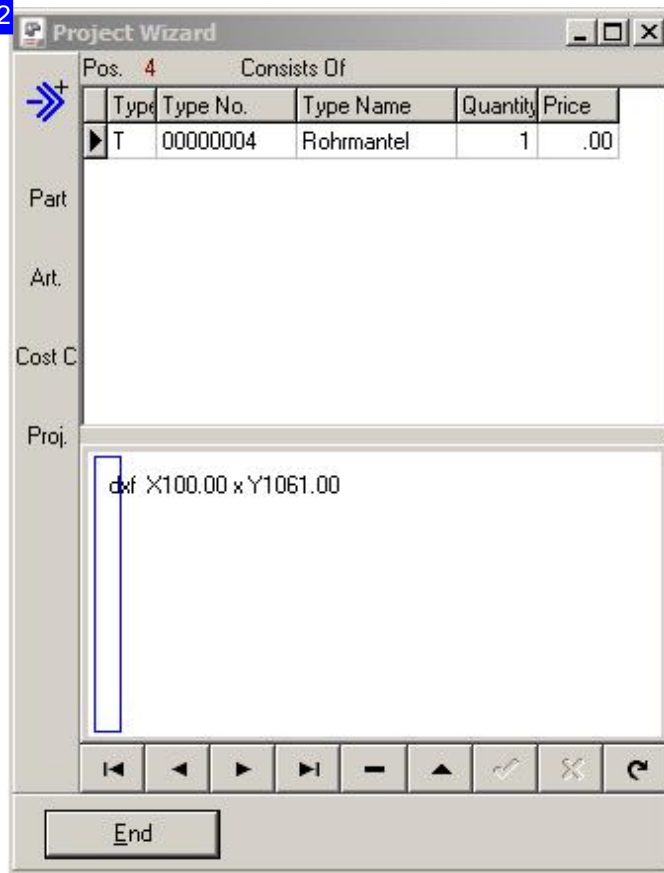 2
Project Wizard
Pos. 4 Consists Of
Type Type No. Type Name Quantity Price
T 00000004 Rohrmantel 1 .00
Part
Art.
Cost C
Proj.
dxf X100.00 x Y1061.00
End